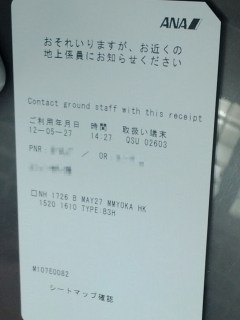 ANA
おそれいりますが、お近くの
地上係員にお知らせください
Contact ground staff with this receipt
ご利用年月日 時間 取扱い端末
12-05-27 14:27 QSU 02603
PNR: / OR:
□NH 1726 B MAY27 MMYOKA HK
1520 1610 TYPE:B3H
シートマップ確認